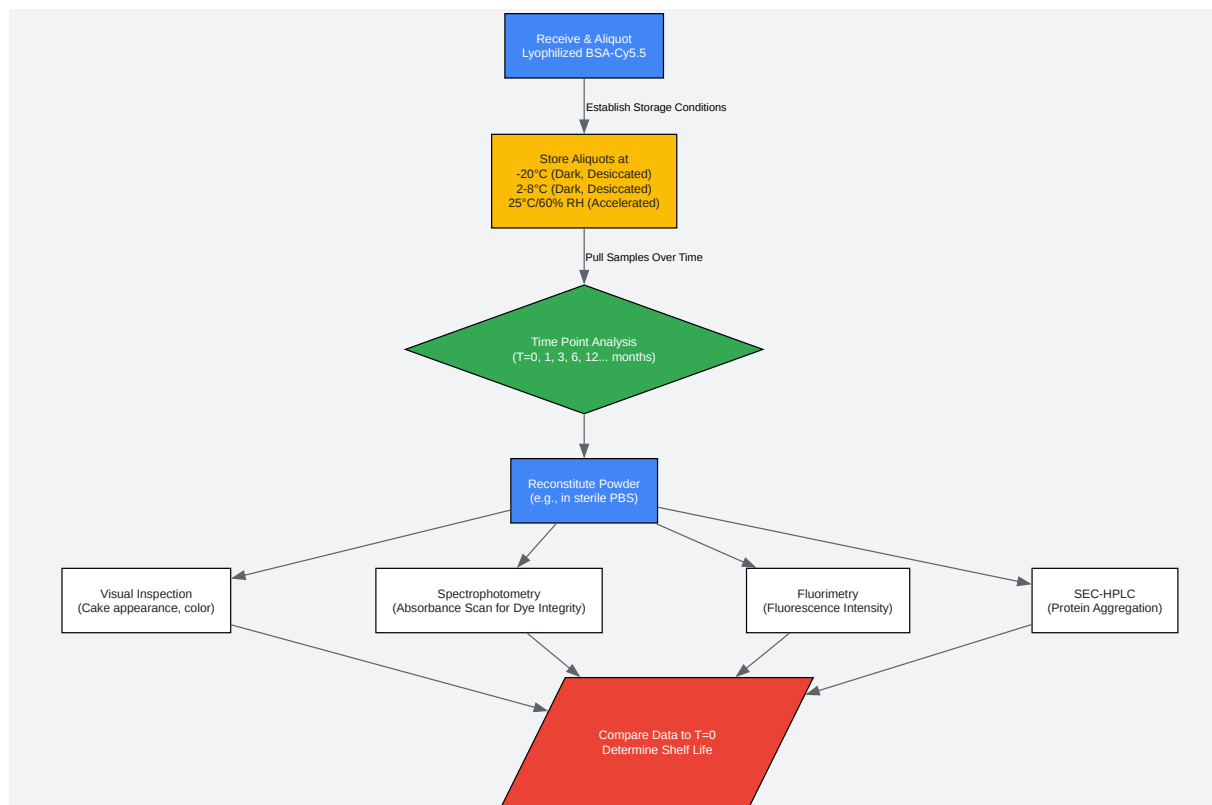 Receive & Aliquot
Lyophilized BSA-Cy5.5
Establish Storage Conditions
Store Aliquots at
-20°C (Dark, Desiccated)
2-8°C (Dark, Desiccated)
25°C/60% RH (Accelerated)
Pull Samples Over Time
Time Point Analysis
(T=0, 1, 3, 6, 12... months)
Reconstitute Powder
(e.g., in sterile PBS)
Visual Inspection
(Cake appearance, color)
Spectrophotometry
(Absorbance Scan for Dye Integrity)
Fluorimetry
(Fluorescence Intensity)
SEC-HPLC
(Protein Aggregation)
Compare Data to T=0
Determine Shelf Life